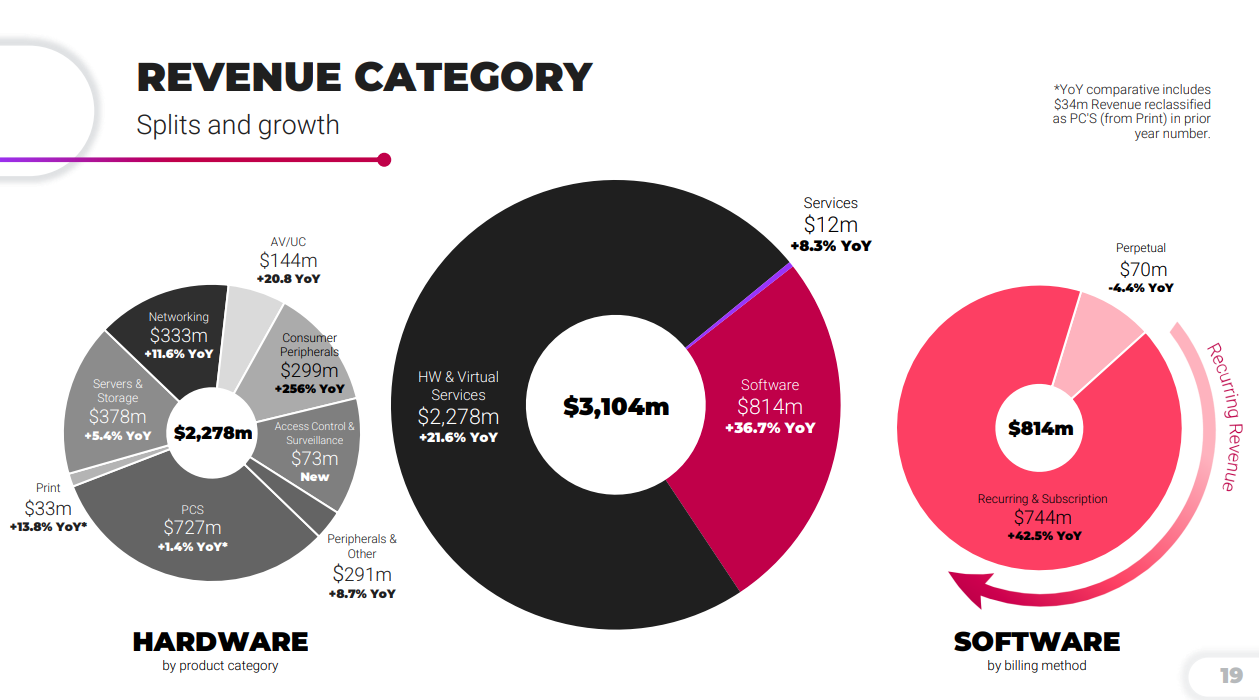 REVENUE CATEGORY
Splits and growth
*YoY comparative includes
$34m Revenue reclassified
as PC'S (from Print) in prior
year number.
AV/UC
$144m
+20.8 YoY
Networking
$333m
+11.6% YoY
Consumer
Peripherals
$299m
+256% YoY
Servers &
Storage
$378m
+5.4% YoY
$2,278m
Access Control &
Surveillance
$73m
New
Print
$33m
+13.8% YoY*
PCS
$727m
+1.4% YoY*
Peripherals &
Other
$291m
+8.7% YoY
HARDWARE
by product category
Services
$12m
+8.3% YoY
HW & Virtual
Services
$2,278m
+21.6% YoY
$3,104m
Software
$814m
+36.7% YoY
Perpetual
$70m
-4.4% YoY
$814m
Recurring & Subscription
$744m
+42.5% YoY
Recurring Revenue
SOFTWARE
by billing method
19